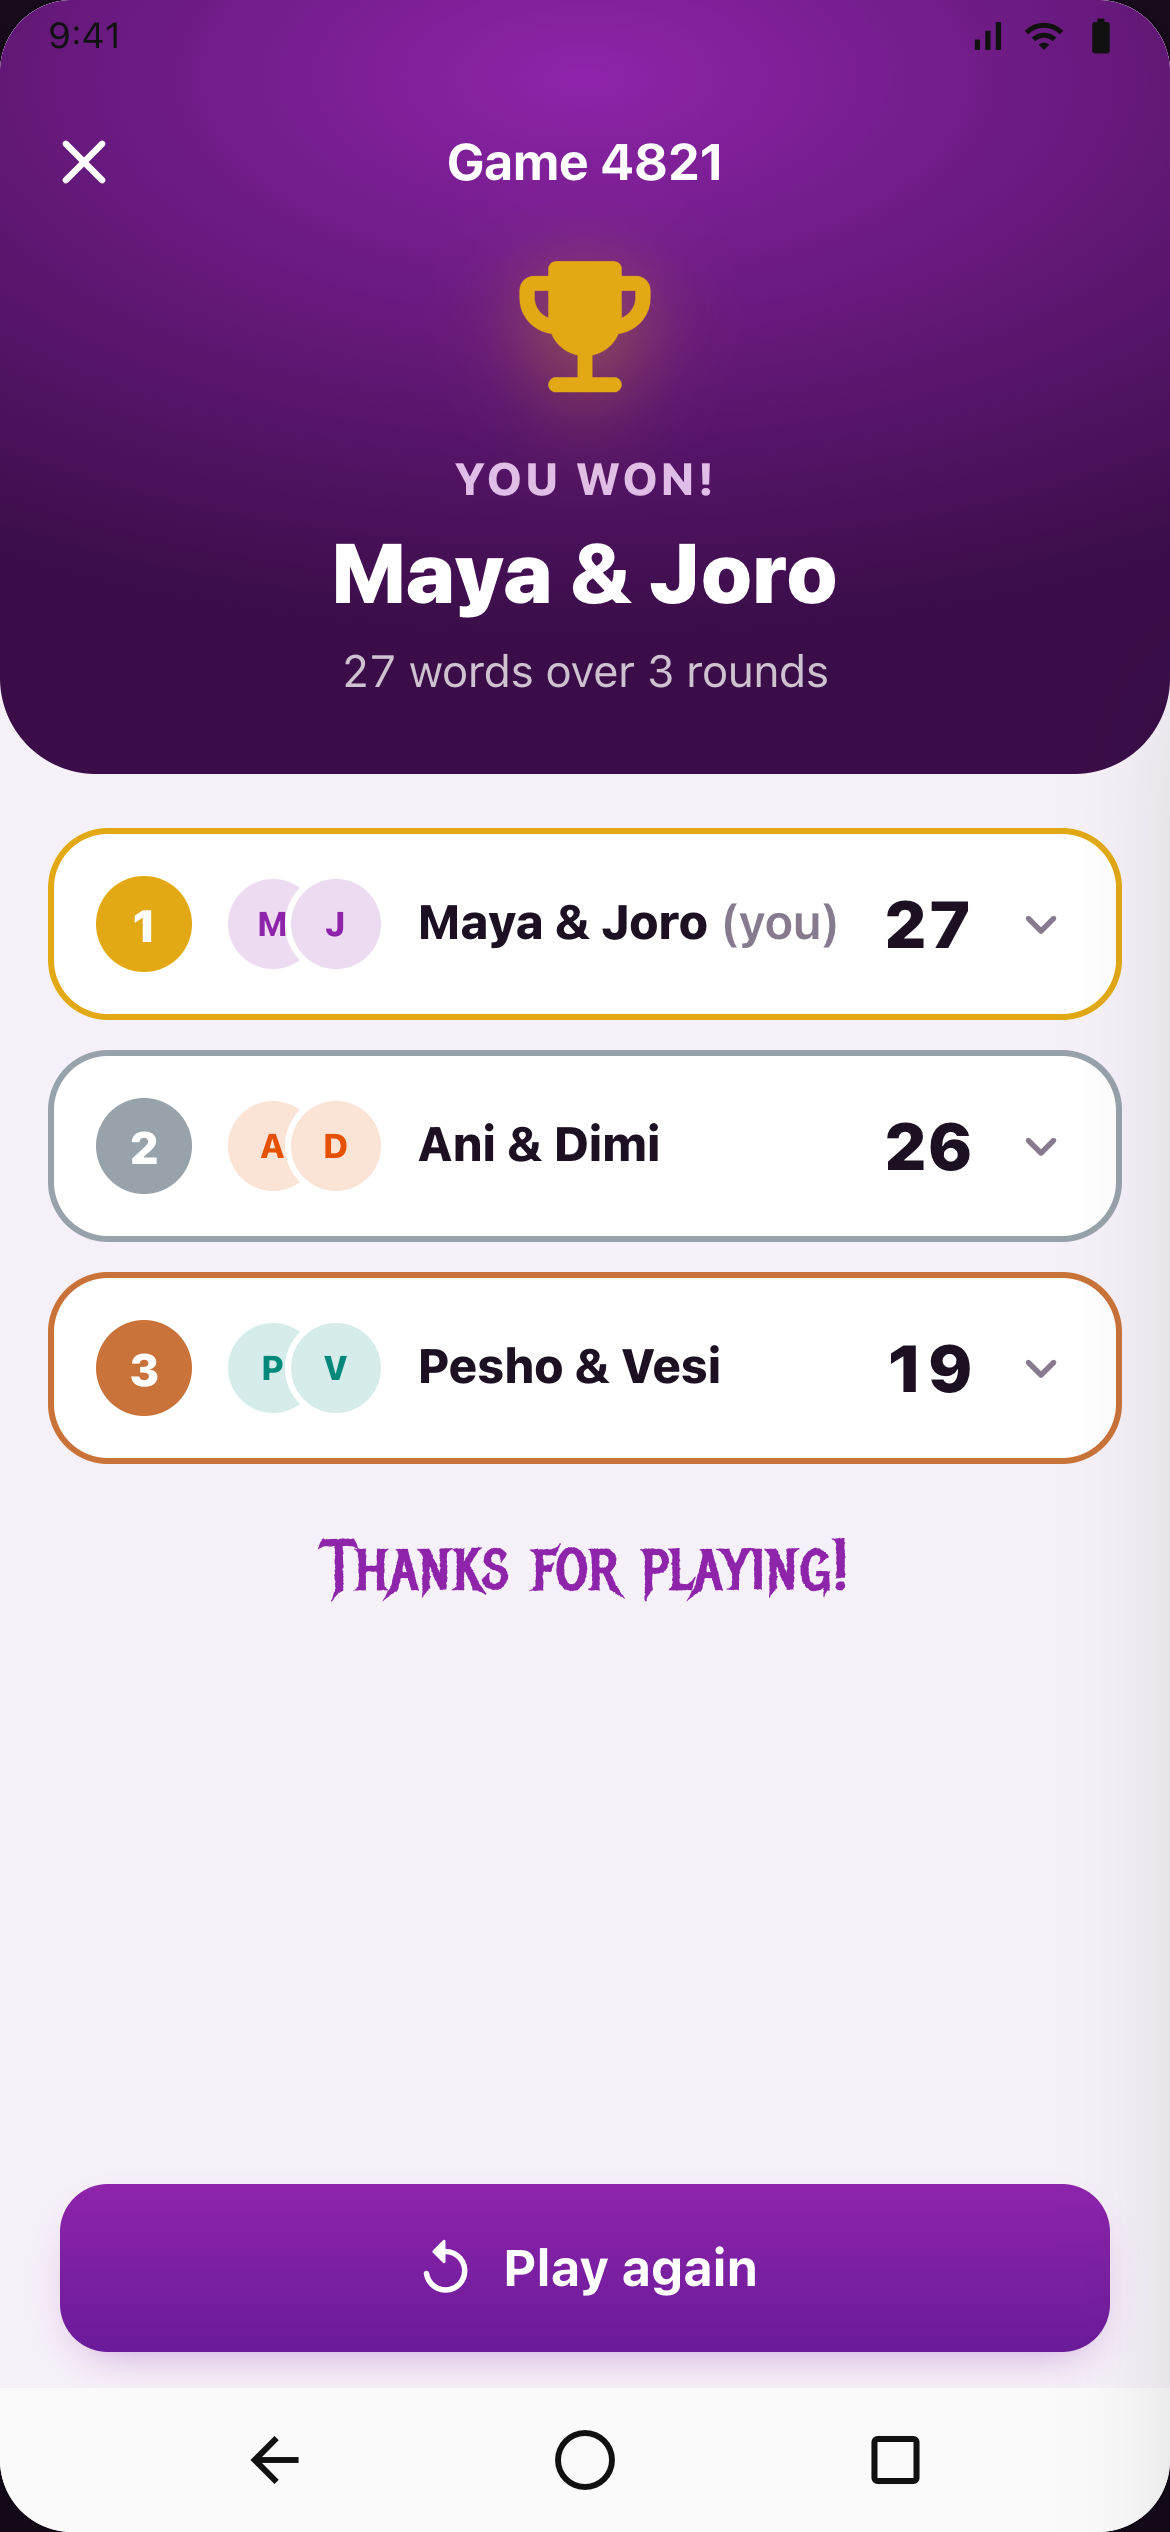 9:41
Game 4821
YOU WON!
Maya & Joro
27 words over 3 rounds
1 M J Maya & Joro (you) 27
2 A D Ani & Dimi 26
3 P V Pesho & Vesi 19
Thanks for playing!
Play again